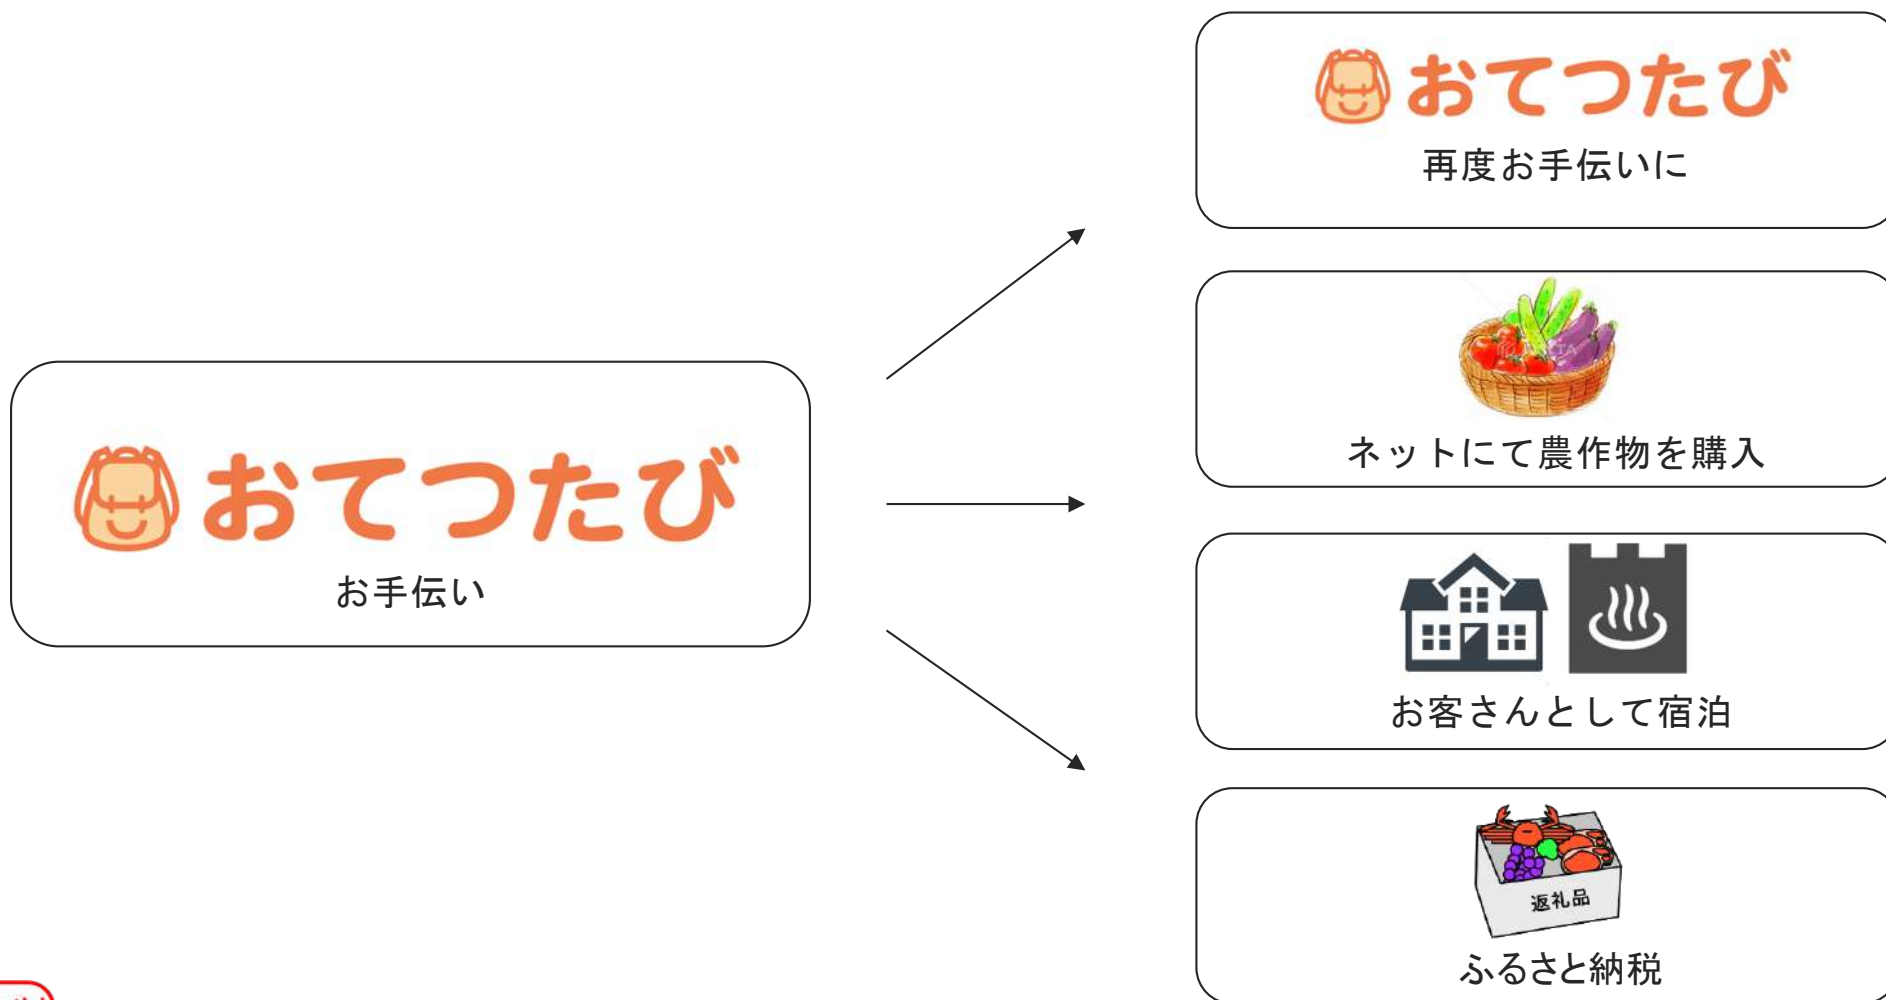 おてつたび
お手伝い
おてつたび
再度お手伝いに
ネットにて農作物を購入
お客さんとして宿泊
返礼品
ふるさと納税